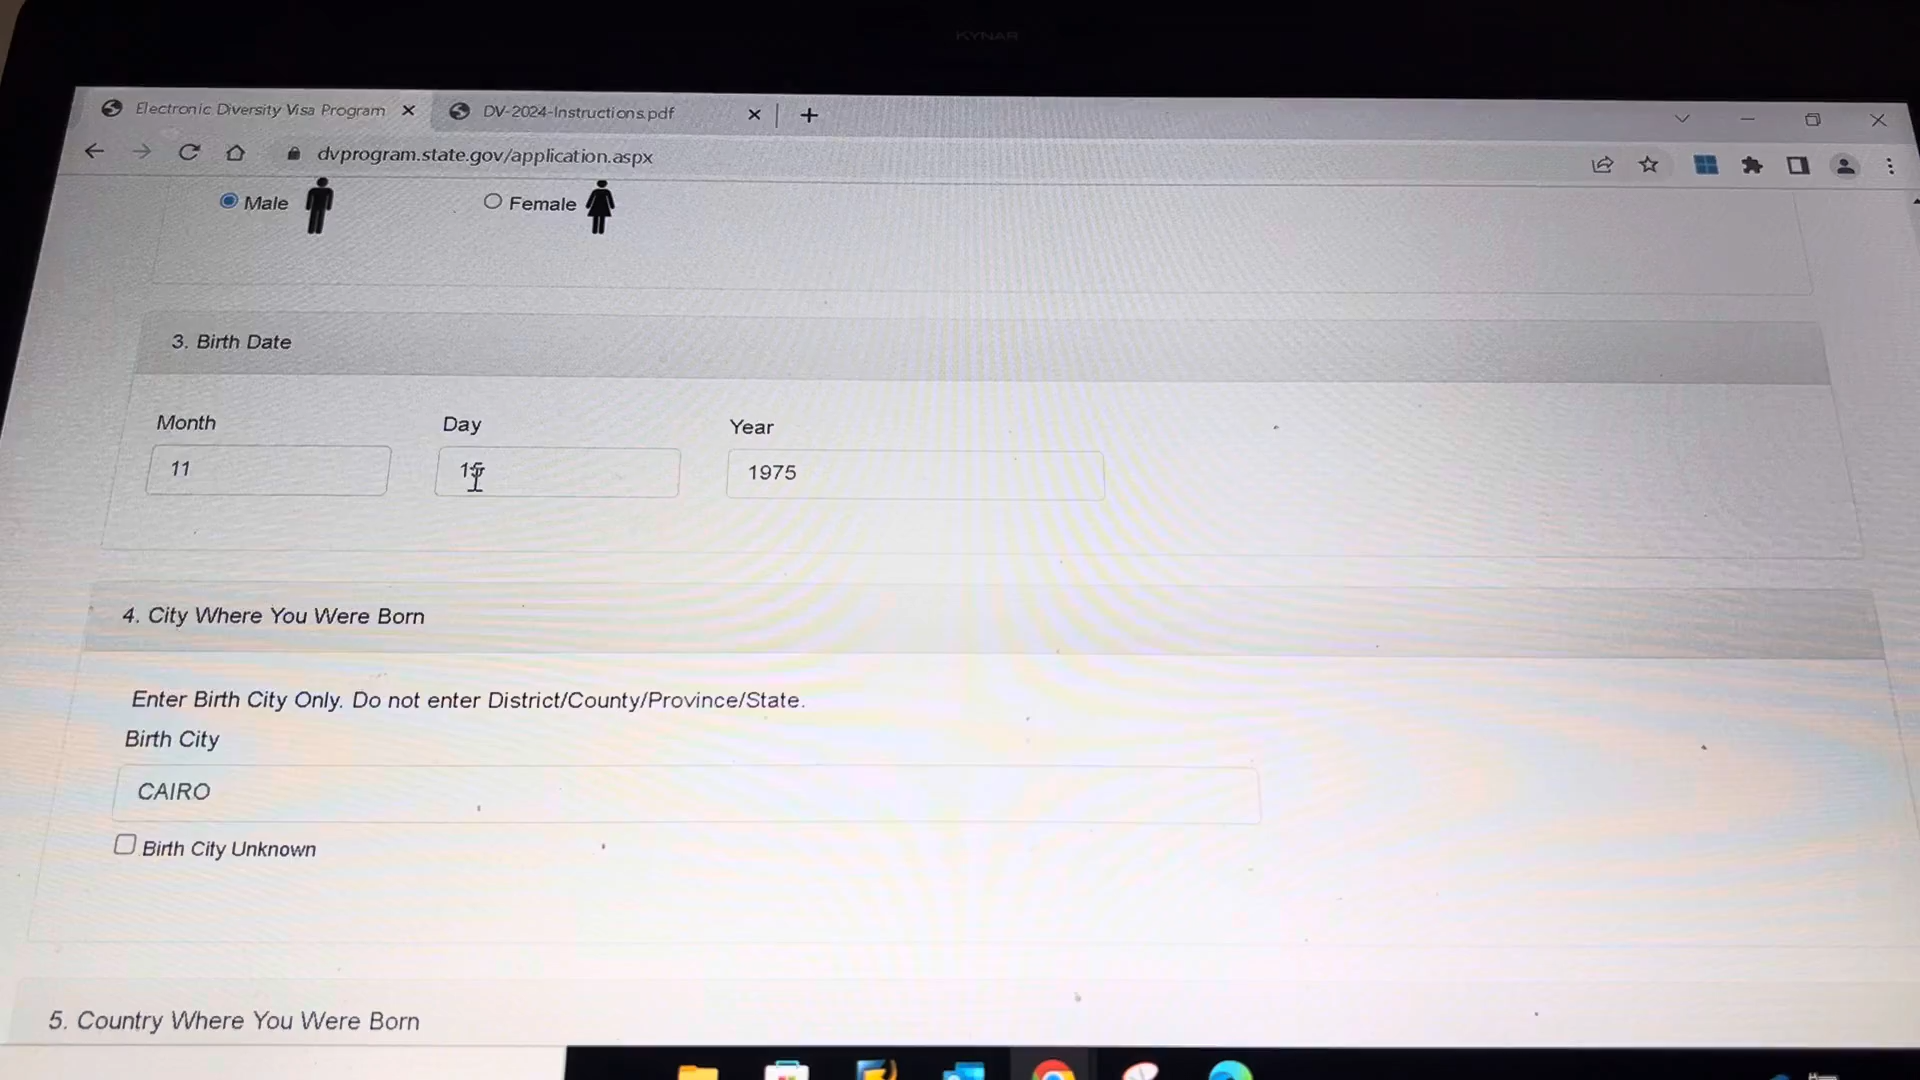 KYNAR
Electronic Diversity Visa Program
DV-2024-Instructions.pdf
dvprogram.state.gov/application.aspx
Male Female
3. Birth Date
Month Day Year
11 15 1975
4. City Where You Were Born
Enter Birth City Only. Do not enter District/County/Province/State.
Birth City
CAIRO
Birth City Unknown
5. Country Where You Were Born